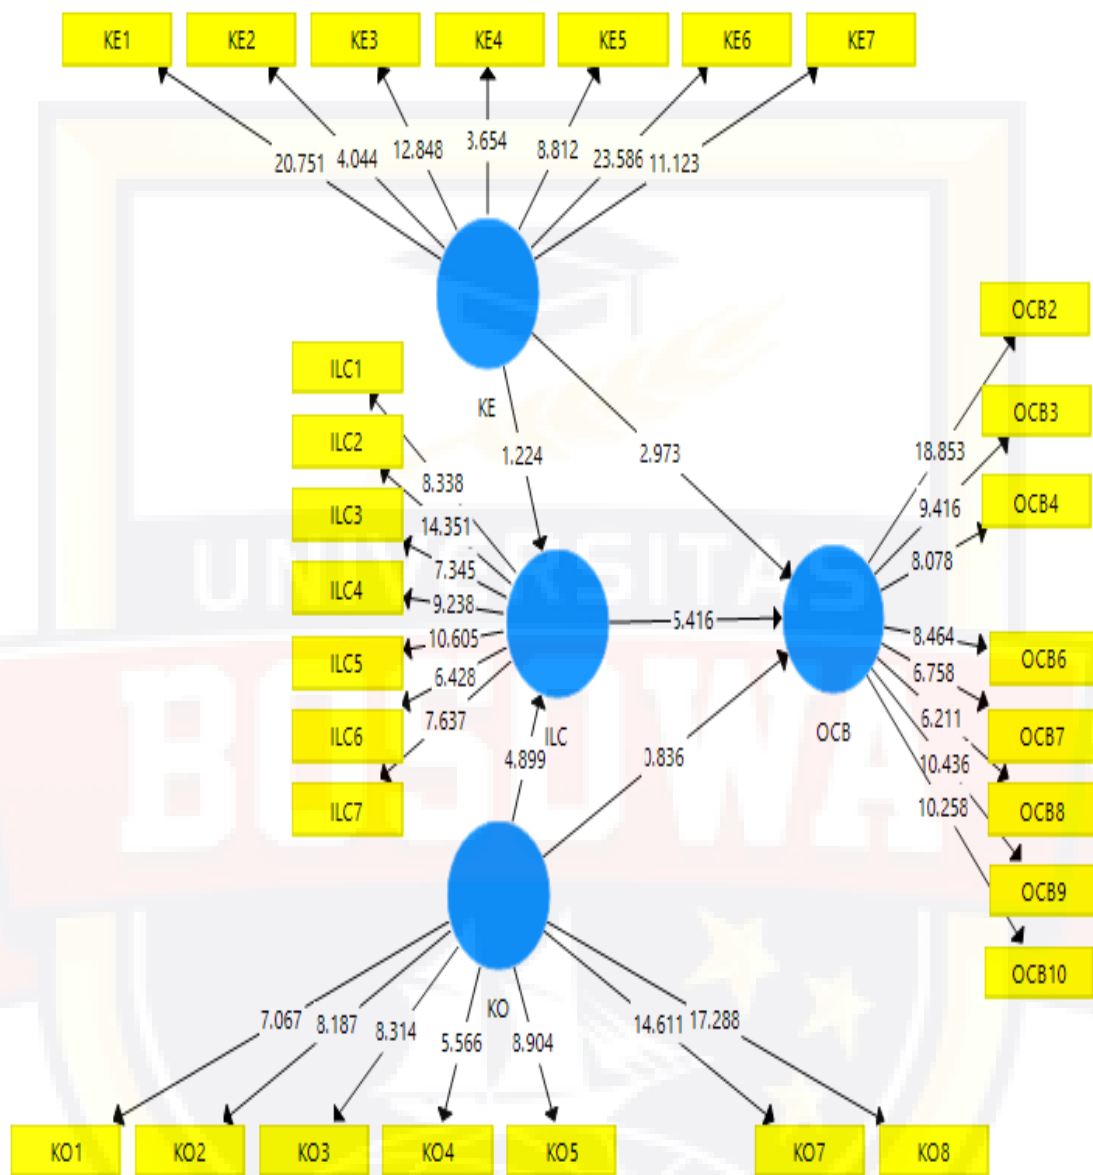 KE1 KE2 KE3 KE4 KE5 KE6 KE7
20.751 4.044 12.848 3.654 8.812 23.586 11.123
KE
1.224
2.973
ILC1
ILC2
ILC3
ILC4
ILC5
ILC6
ILC7
8.338
14.351
7.345
9.238
10.605
6.428
7.637
ILC
5.416
4.899
0.836
OCB
OCB2
OCB3
OCB4
OCB6
OCB7
OCB8
OCB9
OCB10
18.853
9.416
8.078
8.464
6.758
6.211
10.436
10.258
KO
7.067 8.187 8.314 5.566 8.904 14.611 17.288
KO1 KO2 KO3 KO4 KO5 KO7 KO8
UNIVERSITAS
BOSOWA